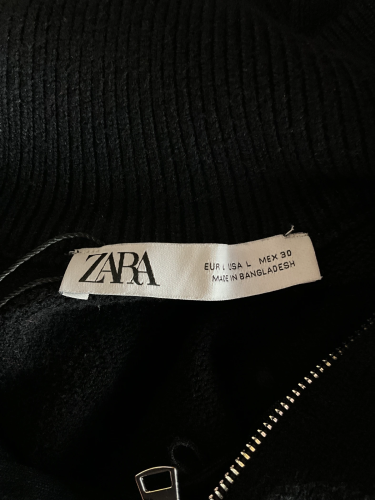 ZARA
EUR L USA L MEX 30
MADE IN BANGLADESH